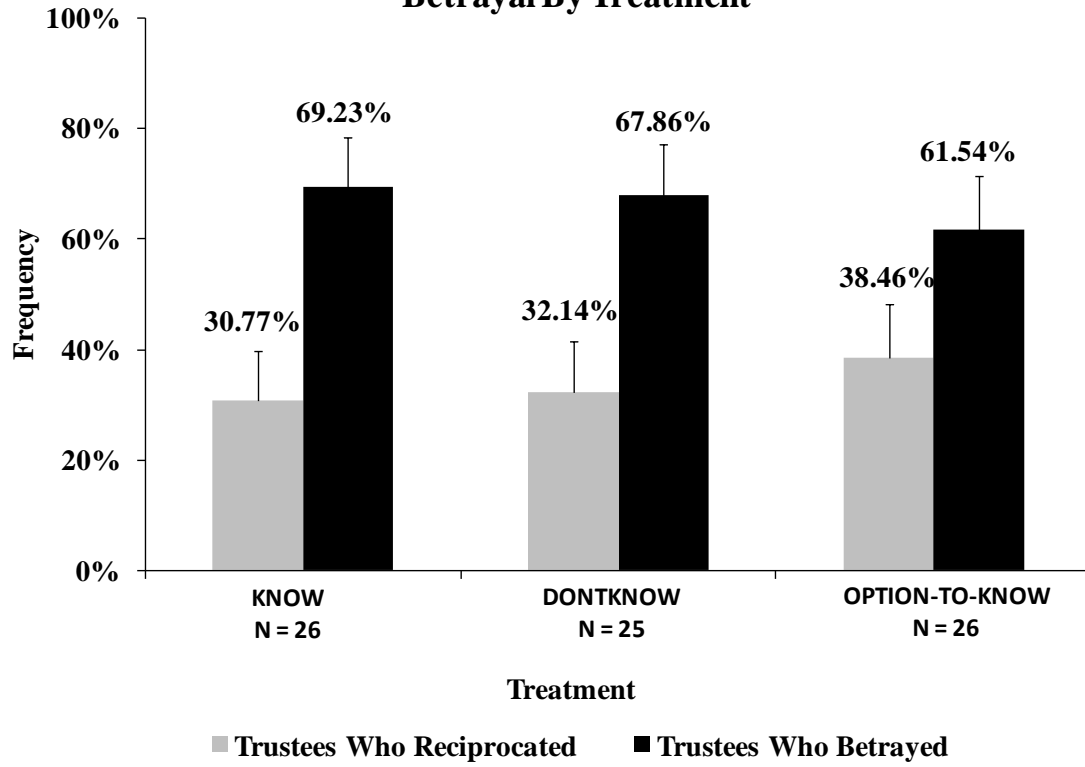 Betrayal By Treatment
100%
80%
60%
40%
20%
0%
Frequency
69.23%
67.86%
61.54%
30.77%
32.14%
38.46%
KNOW
N = 26
DONTKNOW
N = 25
OPTION-TO-KNOW
N = 26
Treatment
Trustees Who Reciprocated
Trustees Who Betrayed